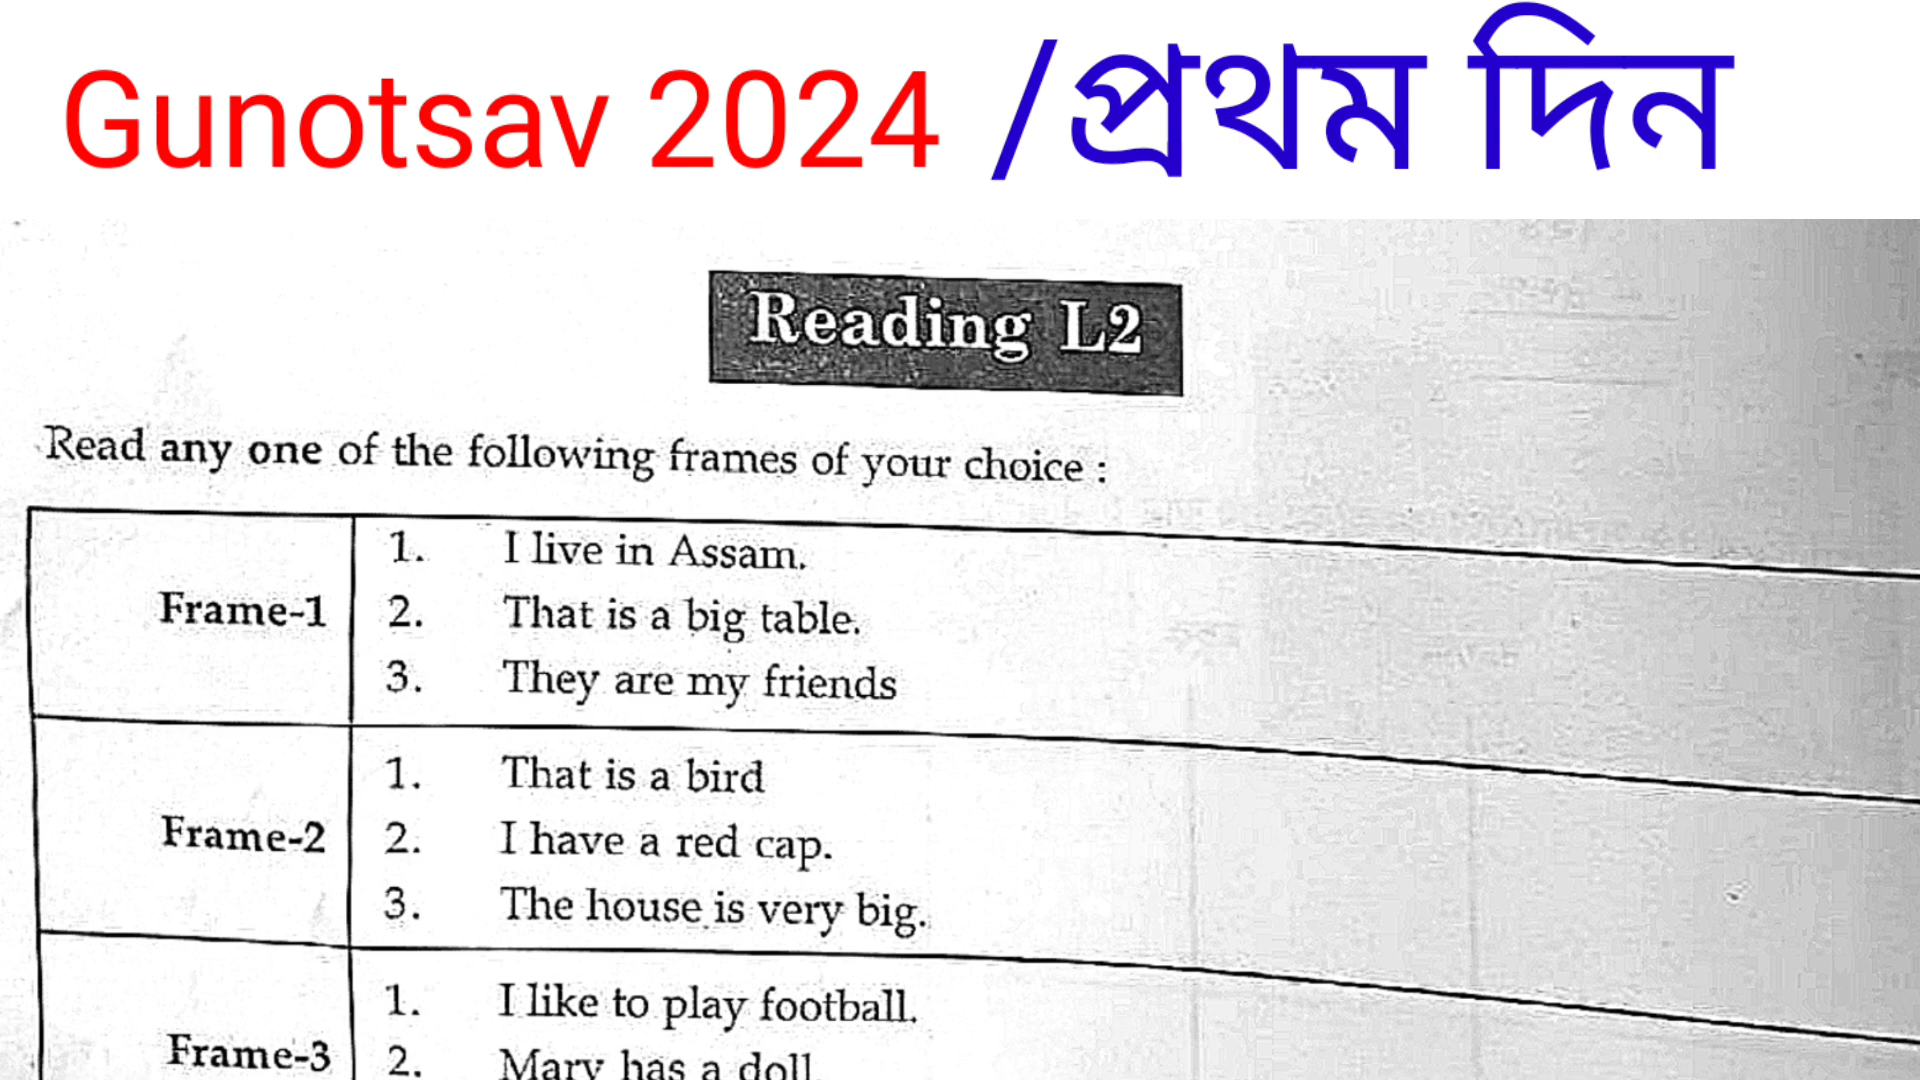 Gunotsav 2024 /প্ৰথম দিন
Reading L2
Read any one of the following frames of your choice :
Frame-1
1. I live in Assam.
2. That is a big table.
3. They are my friends
Frame-2
1. That is a bird
2. I have a red cap.
3. The house is very big.
Frame-3
1. I like to play football.
2. Mary has a doll.